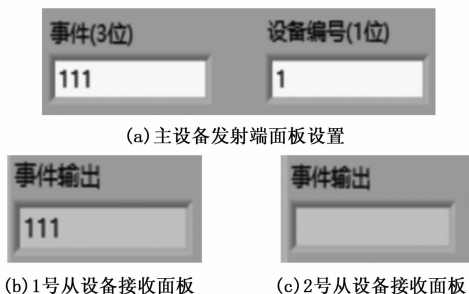 事件(3位) 设备编号(1位)
111 1
(a)主设备发射端面板设置
事件输出 事件输出
111
(b)1号从设备接收面板 (c)2号从设备接收面板